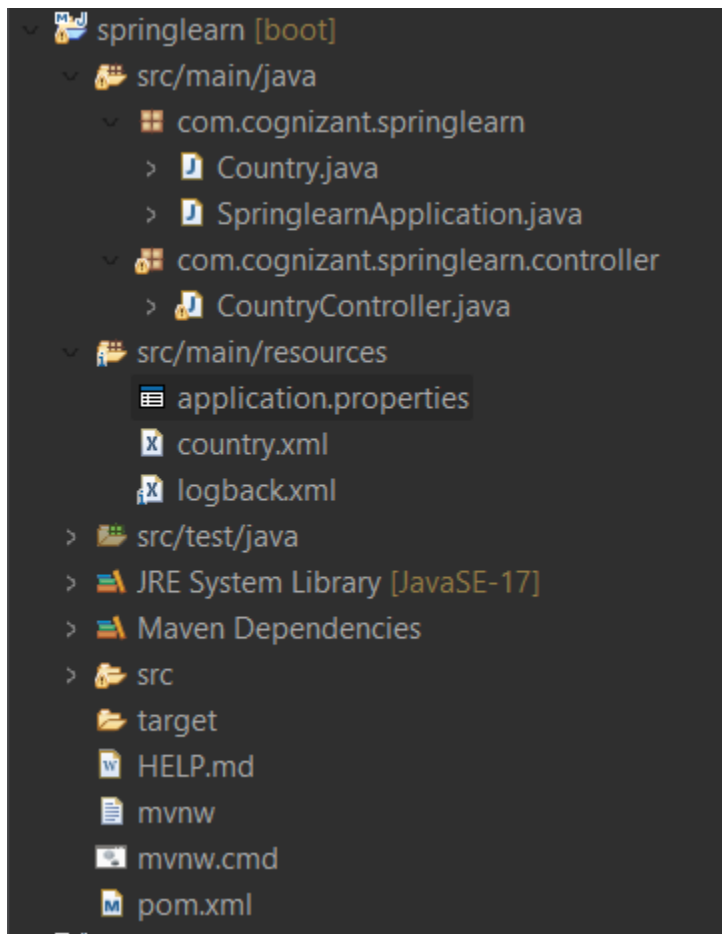 springlearn [boot]
src/main/java
com.cognizant.springlearn
Country.java
SpringlearnApplication.java
com.cognizant.springlearn.controller
CountryController.java
src/main/resources
application.properties
country.xml
logback.xml
src/test/java
JRE System Library [JavaSE-17]
Maven Dependencies
src
target
HELP.md
mvnw
mvnw.cmd
pom.xml